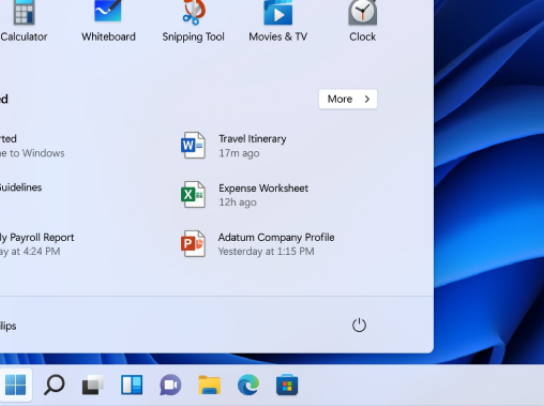 Calculator Whiteboard Snipping Tool Movies & TV Clock
ed More >
rted Travel Itinerary
e to Windows 17m ago
Guidelines Expense Worksheet
12h ago
ly Payroll Report Adatum Company Profile
ay at 4:24 PM Yesterday at 1:15 PM
lips